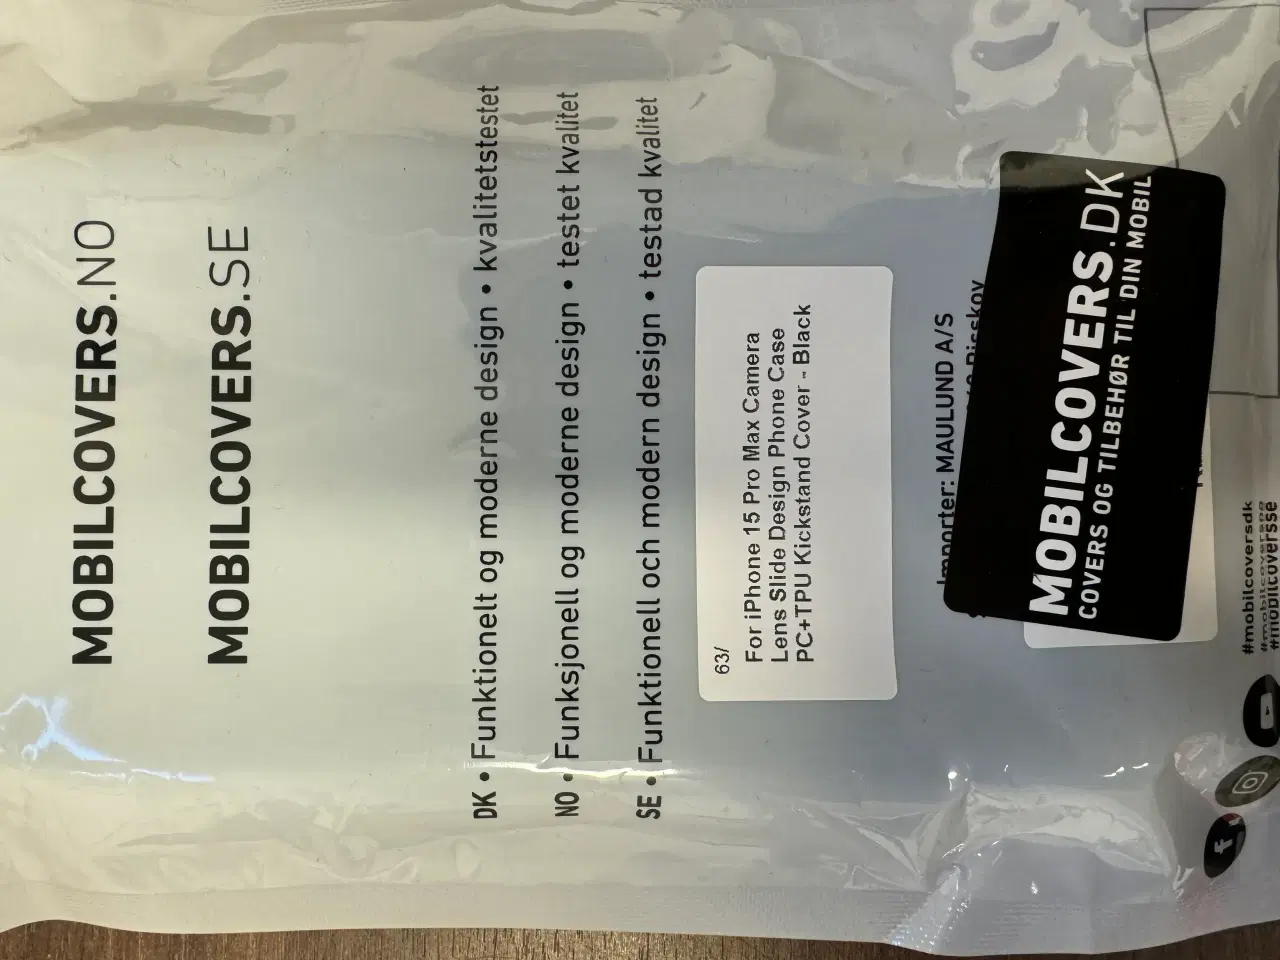 MOBILCOVERS.NO
MOBILCOVERS.SE
DK • Funktionelt og moderne design • kvalitetstestet
NO • Funksjonell og moderne design • testet kvalitet
SE • Funktionell och modern design • testad kvalitet
63/
For iPhone 15 Pro Max Camera
Lens Slide Design Phone Case
PC+TPU Kickstand Cover - Black
Importer: MAULUND A/S
Risskov
MOBILCOVERS.DK
COVERS OG TILBEHØR TIL DIN MOBIL
#mobilcoversdk
#mobilcoversse